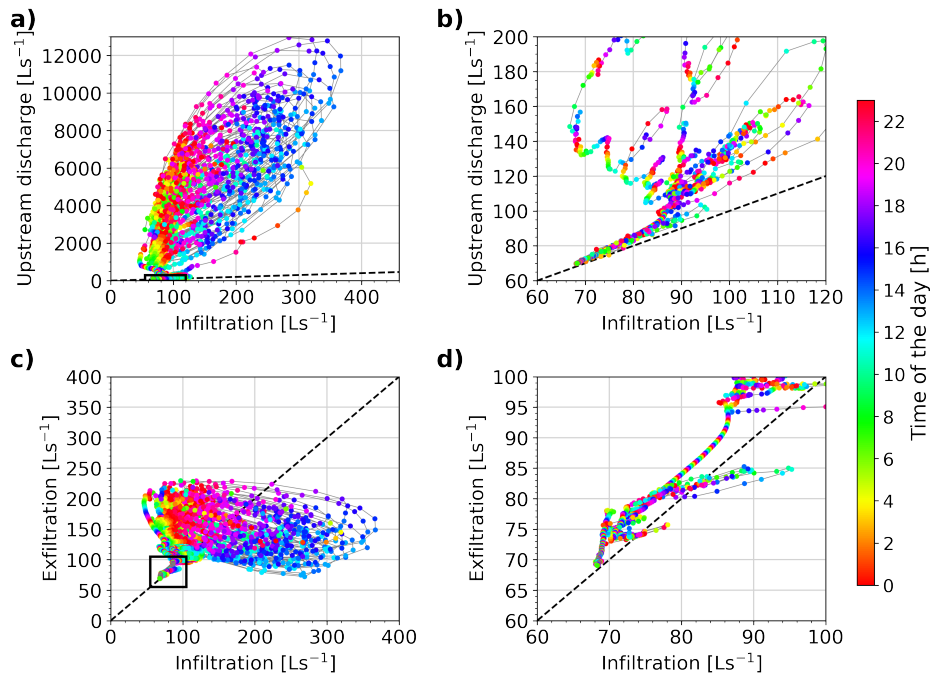 a)
b)
Upstream discharge [Ls⁻¹]
12000
10000
8000
6000
4000
2000
0
0 100 200 300 400
Infiltration [Ls⁻¹]
Upstream discharge [Ls⁻¹]
200
180
160
140
120
100
80
60
60 70 80 90 100 110 120
Infiltration [Ls⁻¹]
c)
d)
Exfiltration [Ls⁻¹]
400
350
300
250
200
150
100
50
0
0 100 200 300 400
Infiltration [Ls⁻¹]
Exfiltration [Ls⁻¹]
100
95
90
85
80
75
70
65
60
60 70 80 90 100
Infiltration [Ls⁻¹]
22
20
18
16
14
12
10
8
6
4
2
0
Time of the day [h]